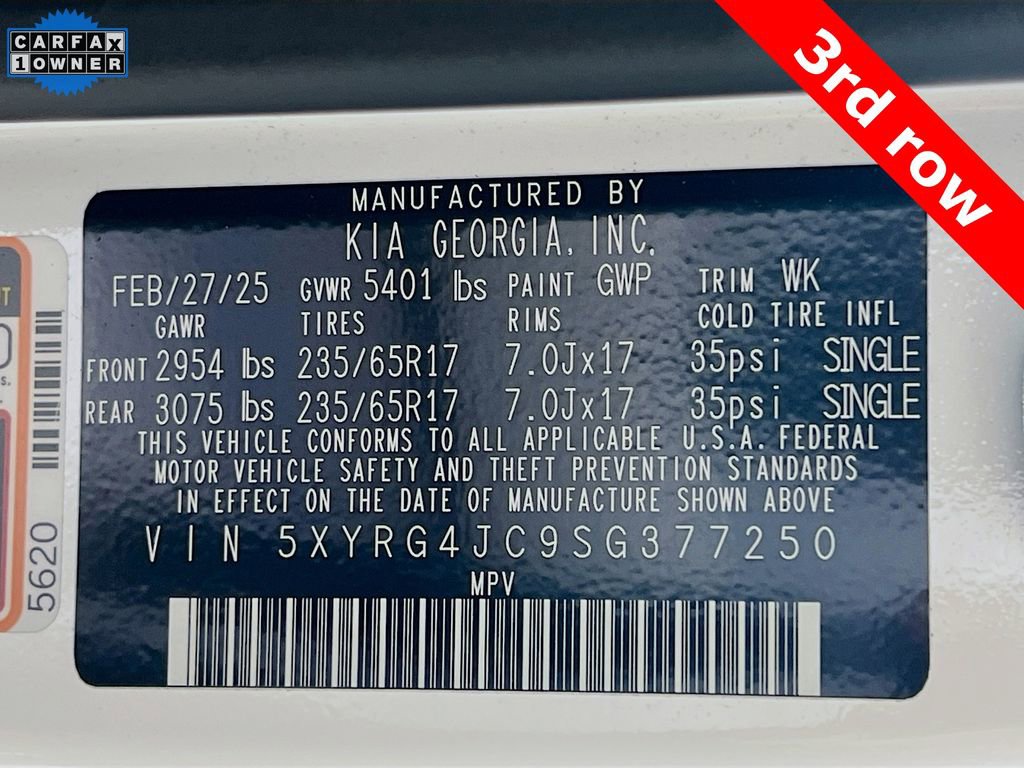 CARFAX
1 OWNER
3rd row
MANUFACTURED BY
KIA GEORGIA, INC.
FEB/27/25 GVWR 5401 lbs PAINT GWP TRIM WK
GAWR TIRES RIMS COLD TIRE INFL
FRONT 2954 lbs 235/65R17 7.0Jx17 35psi SINGLE
REAR 3075 lbs 235/65R17 7.0Jx17 35psi SINGLE
THIS VEHICLE CONFORMS TO ALL APPLICABLE U.S.A. FEDERAL
MOTOR VEHICLE SAFETY AND THEFT PREVENTION STANDARDS
IN EFFECT ON THE DATE OF MANUFACTURE SHOWN ABOVE
VIN 5XYRG4JC9SG377250
MPV
5620